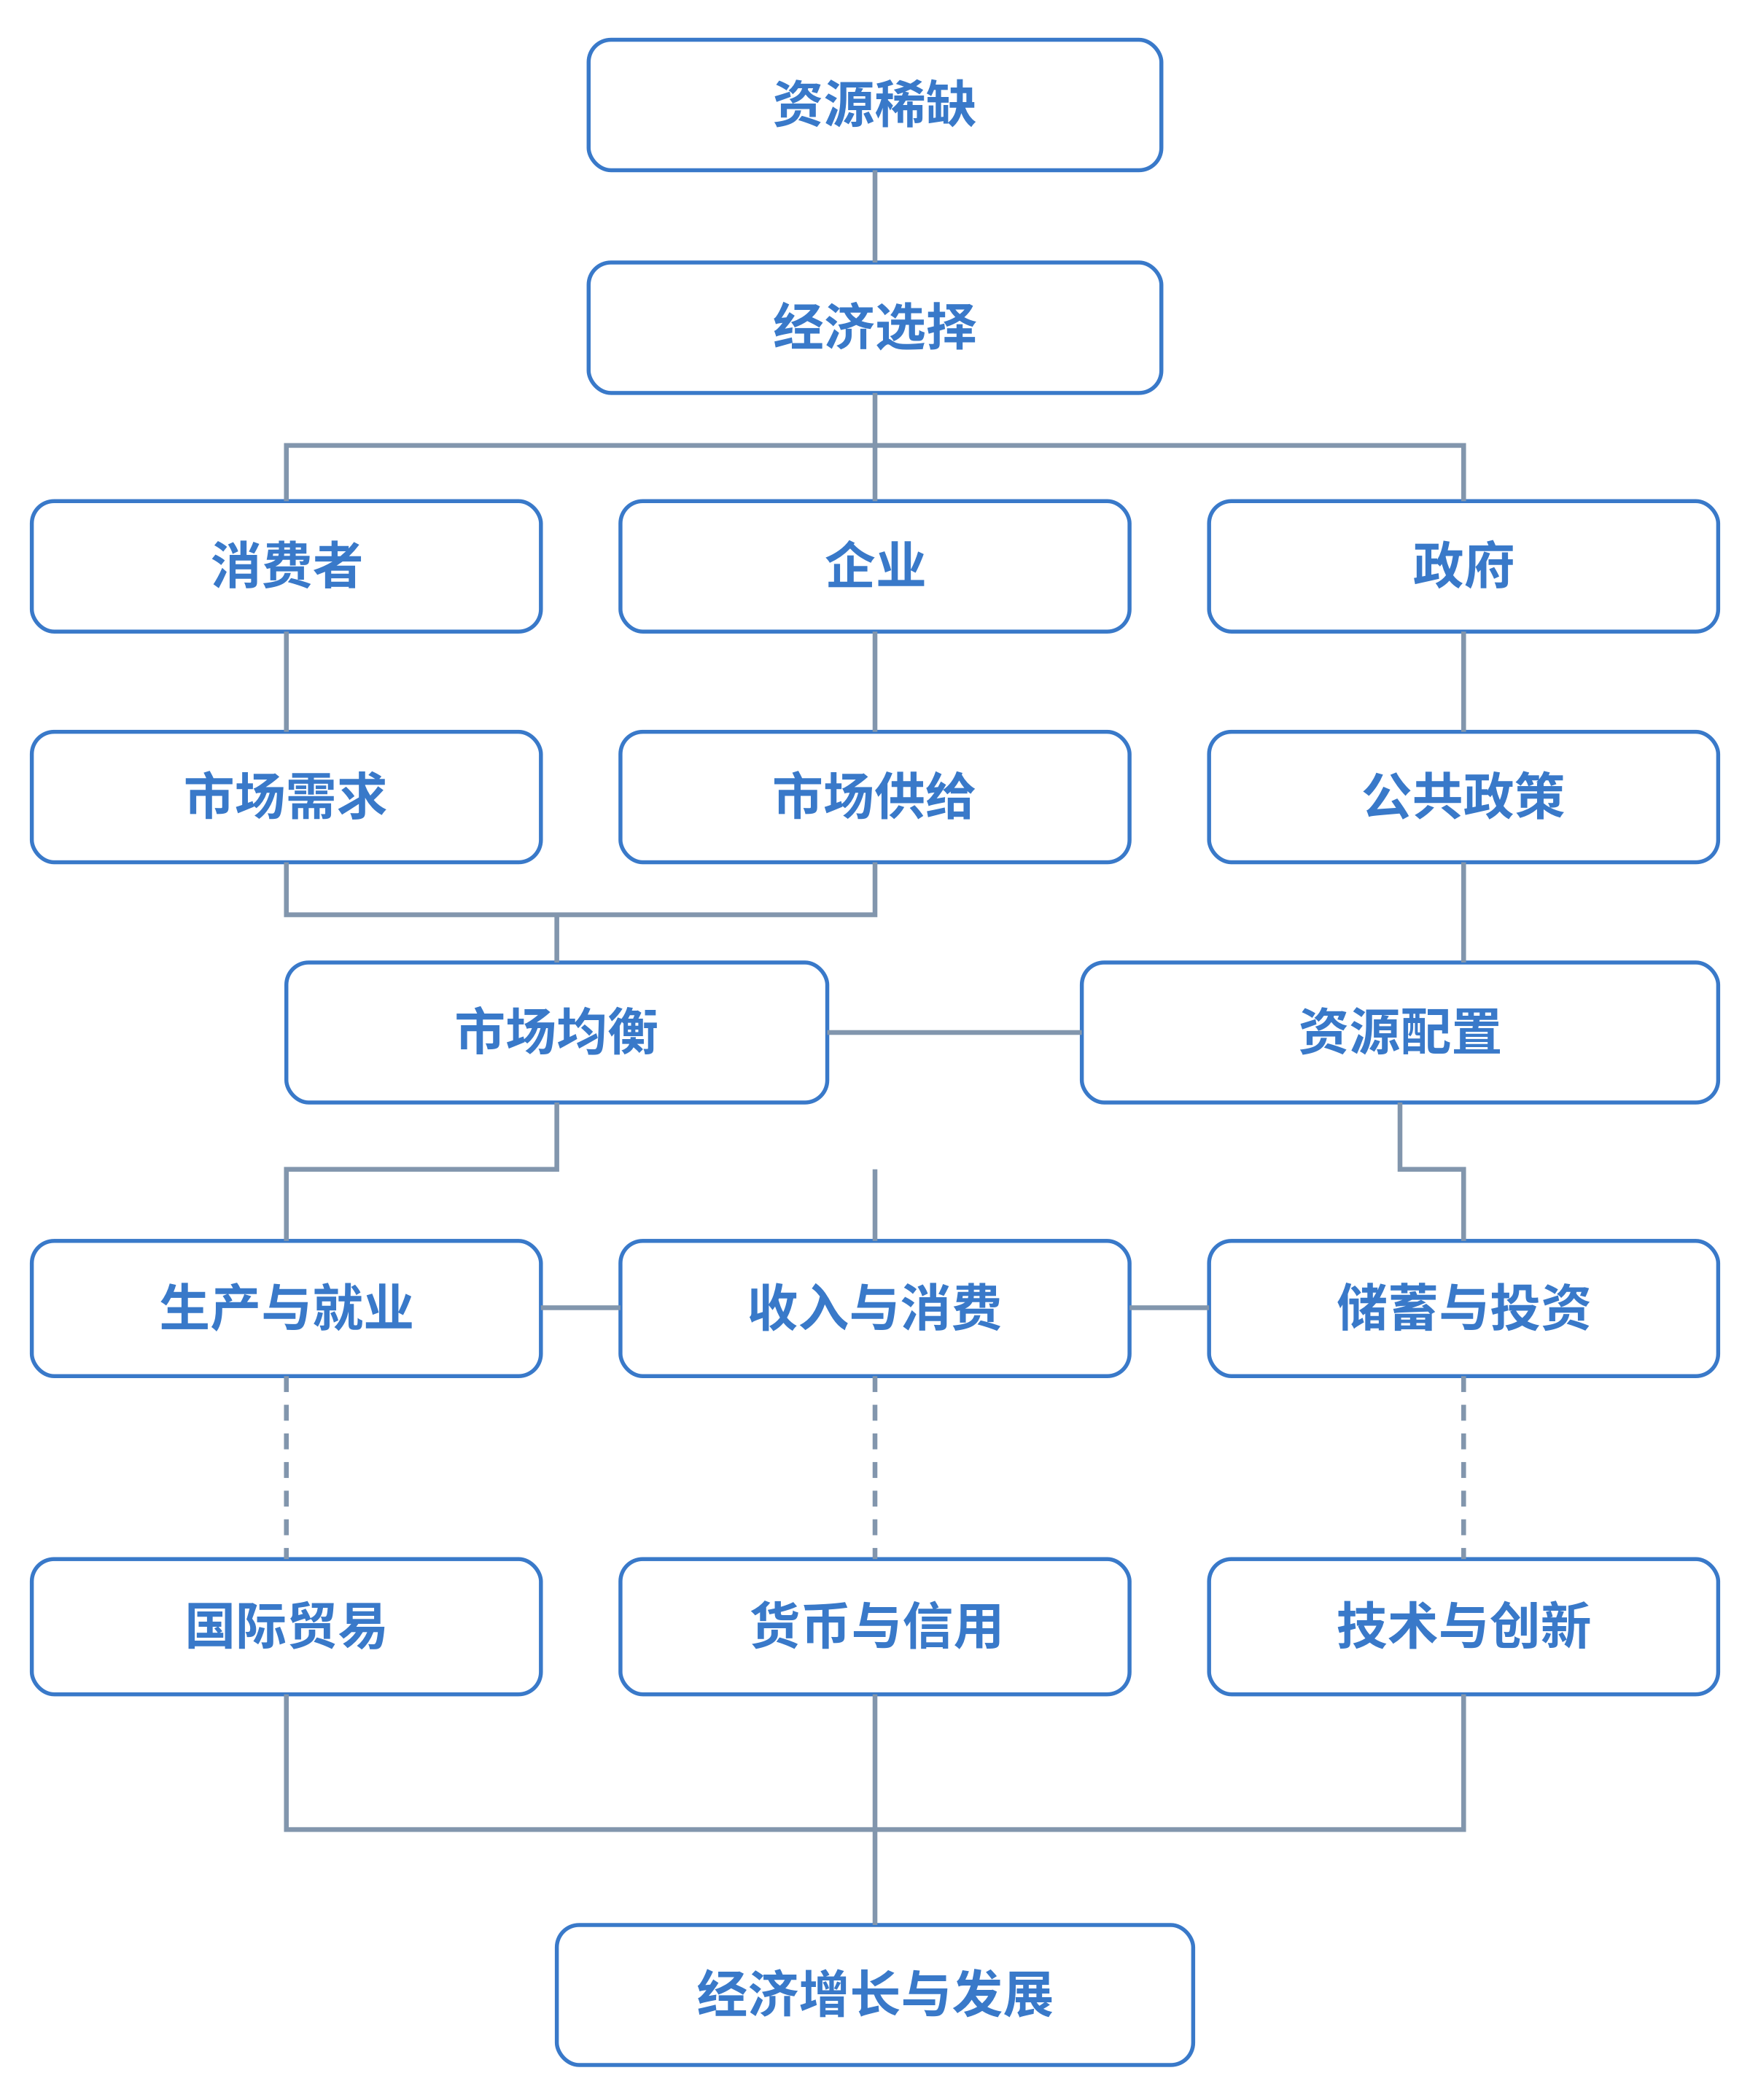 资源稀缺
经济选择
消费者
企业
政府
市场需求
市场供给
公共政策
市场均衡
资源配置
生产与就业
收入与消费
储蓄与投资
国际贸易
货币与信用
技术与创新
经济增长与发展